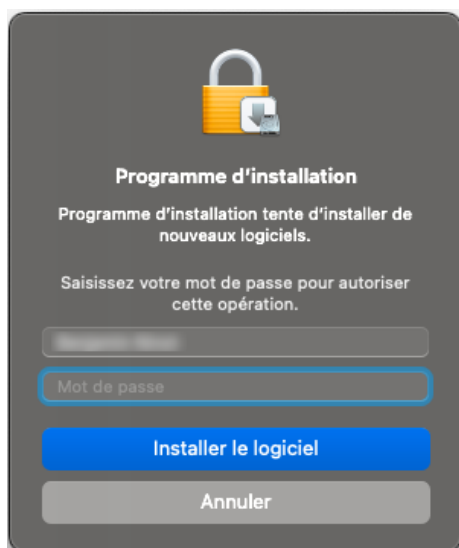 Programme d'installation
Programme d'installation tente d'installer de
nouveaux logiciels.
Saisissez votre mot de passe pour autoriser
cette opération.
Mot de passe
Installer le logiciel
Annuler